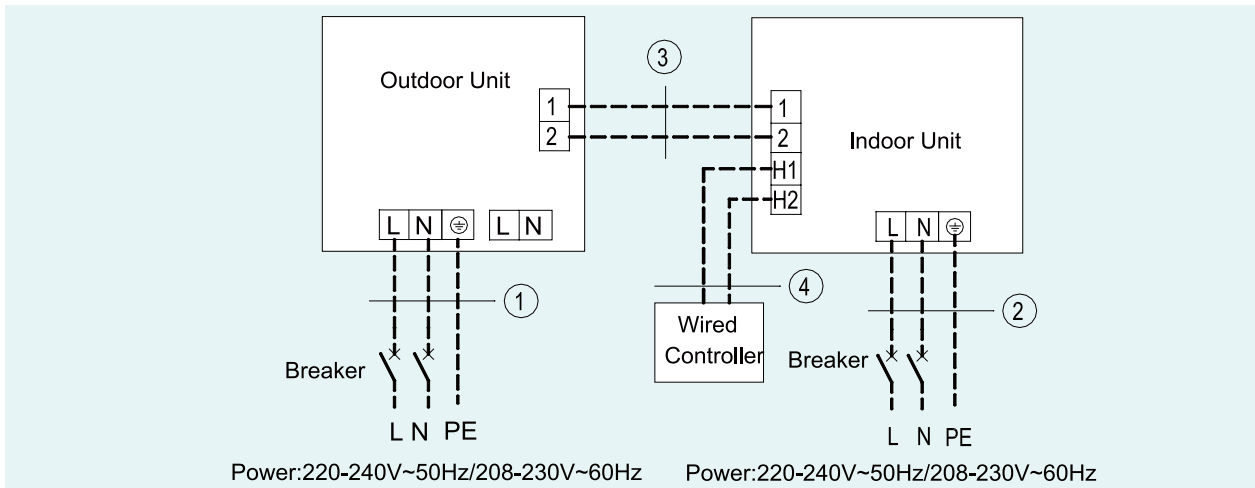 Outdoor Unit
1
2
L N ⏚ L N
3
1
2
H1
H2
Indoor Unit
L N ⏚
1
4
2
Wired
Controller
Breaker
Breaker
L N PE
L N PE
Power:220-240V~50Hz/208-230V~60Hz
Power:220-240V~50Hz/208-230V~60Hz